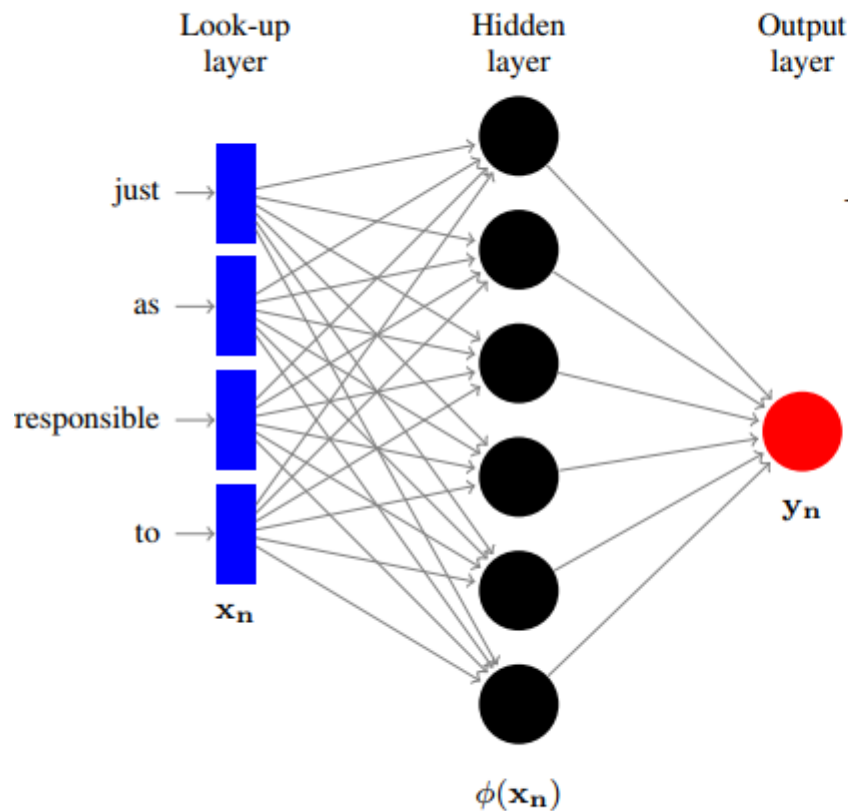 Look-up
layer
Hidden
layer
Output
layer
just
as
responsible
to
xₙ
yₙ
ϕ(xₙ)